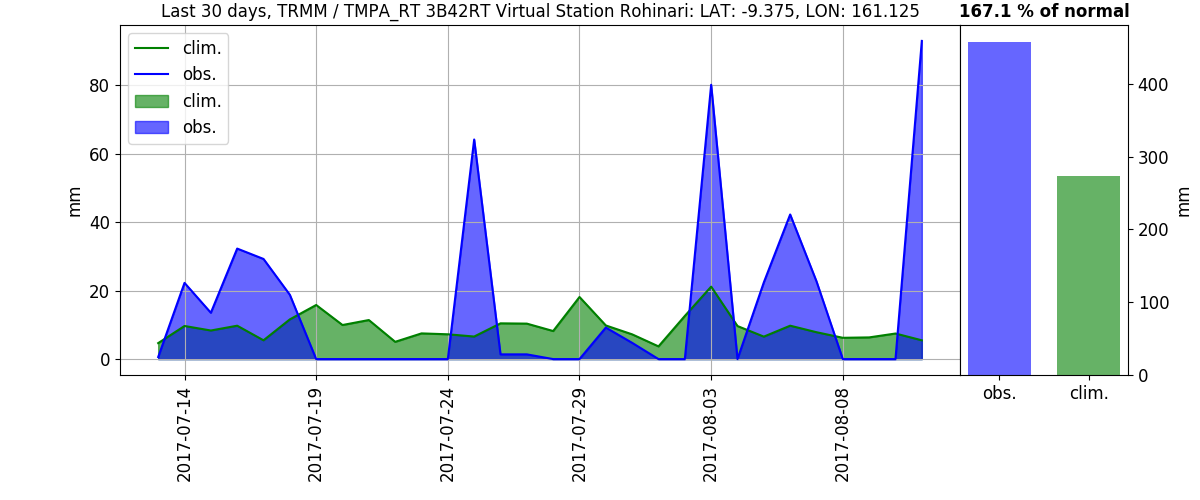 Last 30 days, TRMM / TMPA_RT 3B42RT Virtual Station Rohinari: LAT: -9.375, LON: 161.125
167.1 % of normal
clim.
obs.
clim.
obs.
mm
80
60
40
20
0
2017-07-14
2017-07-19
2017-07-24
2017-07-29
2017-08-03
2017-08-08
400
300
200
100
0
mm
obs.
clim.